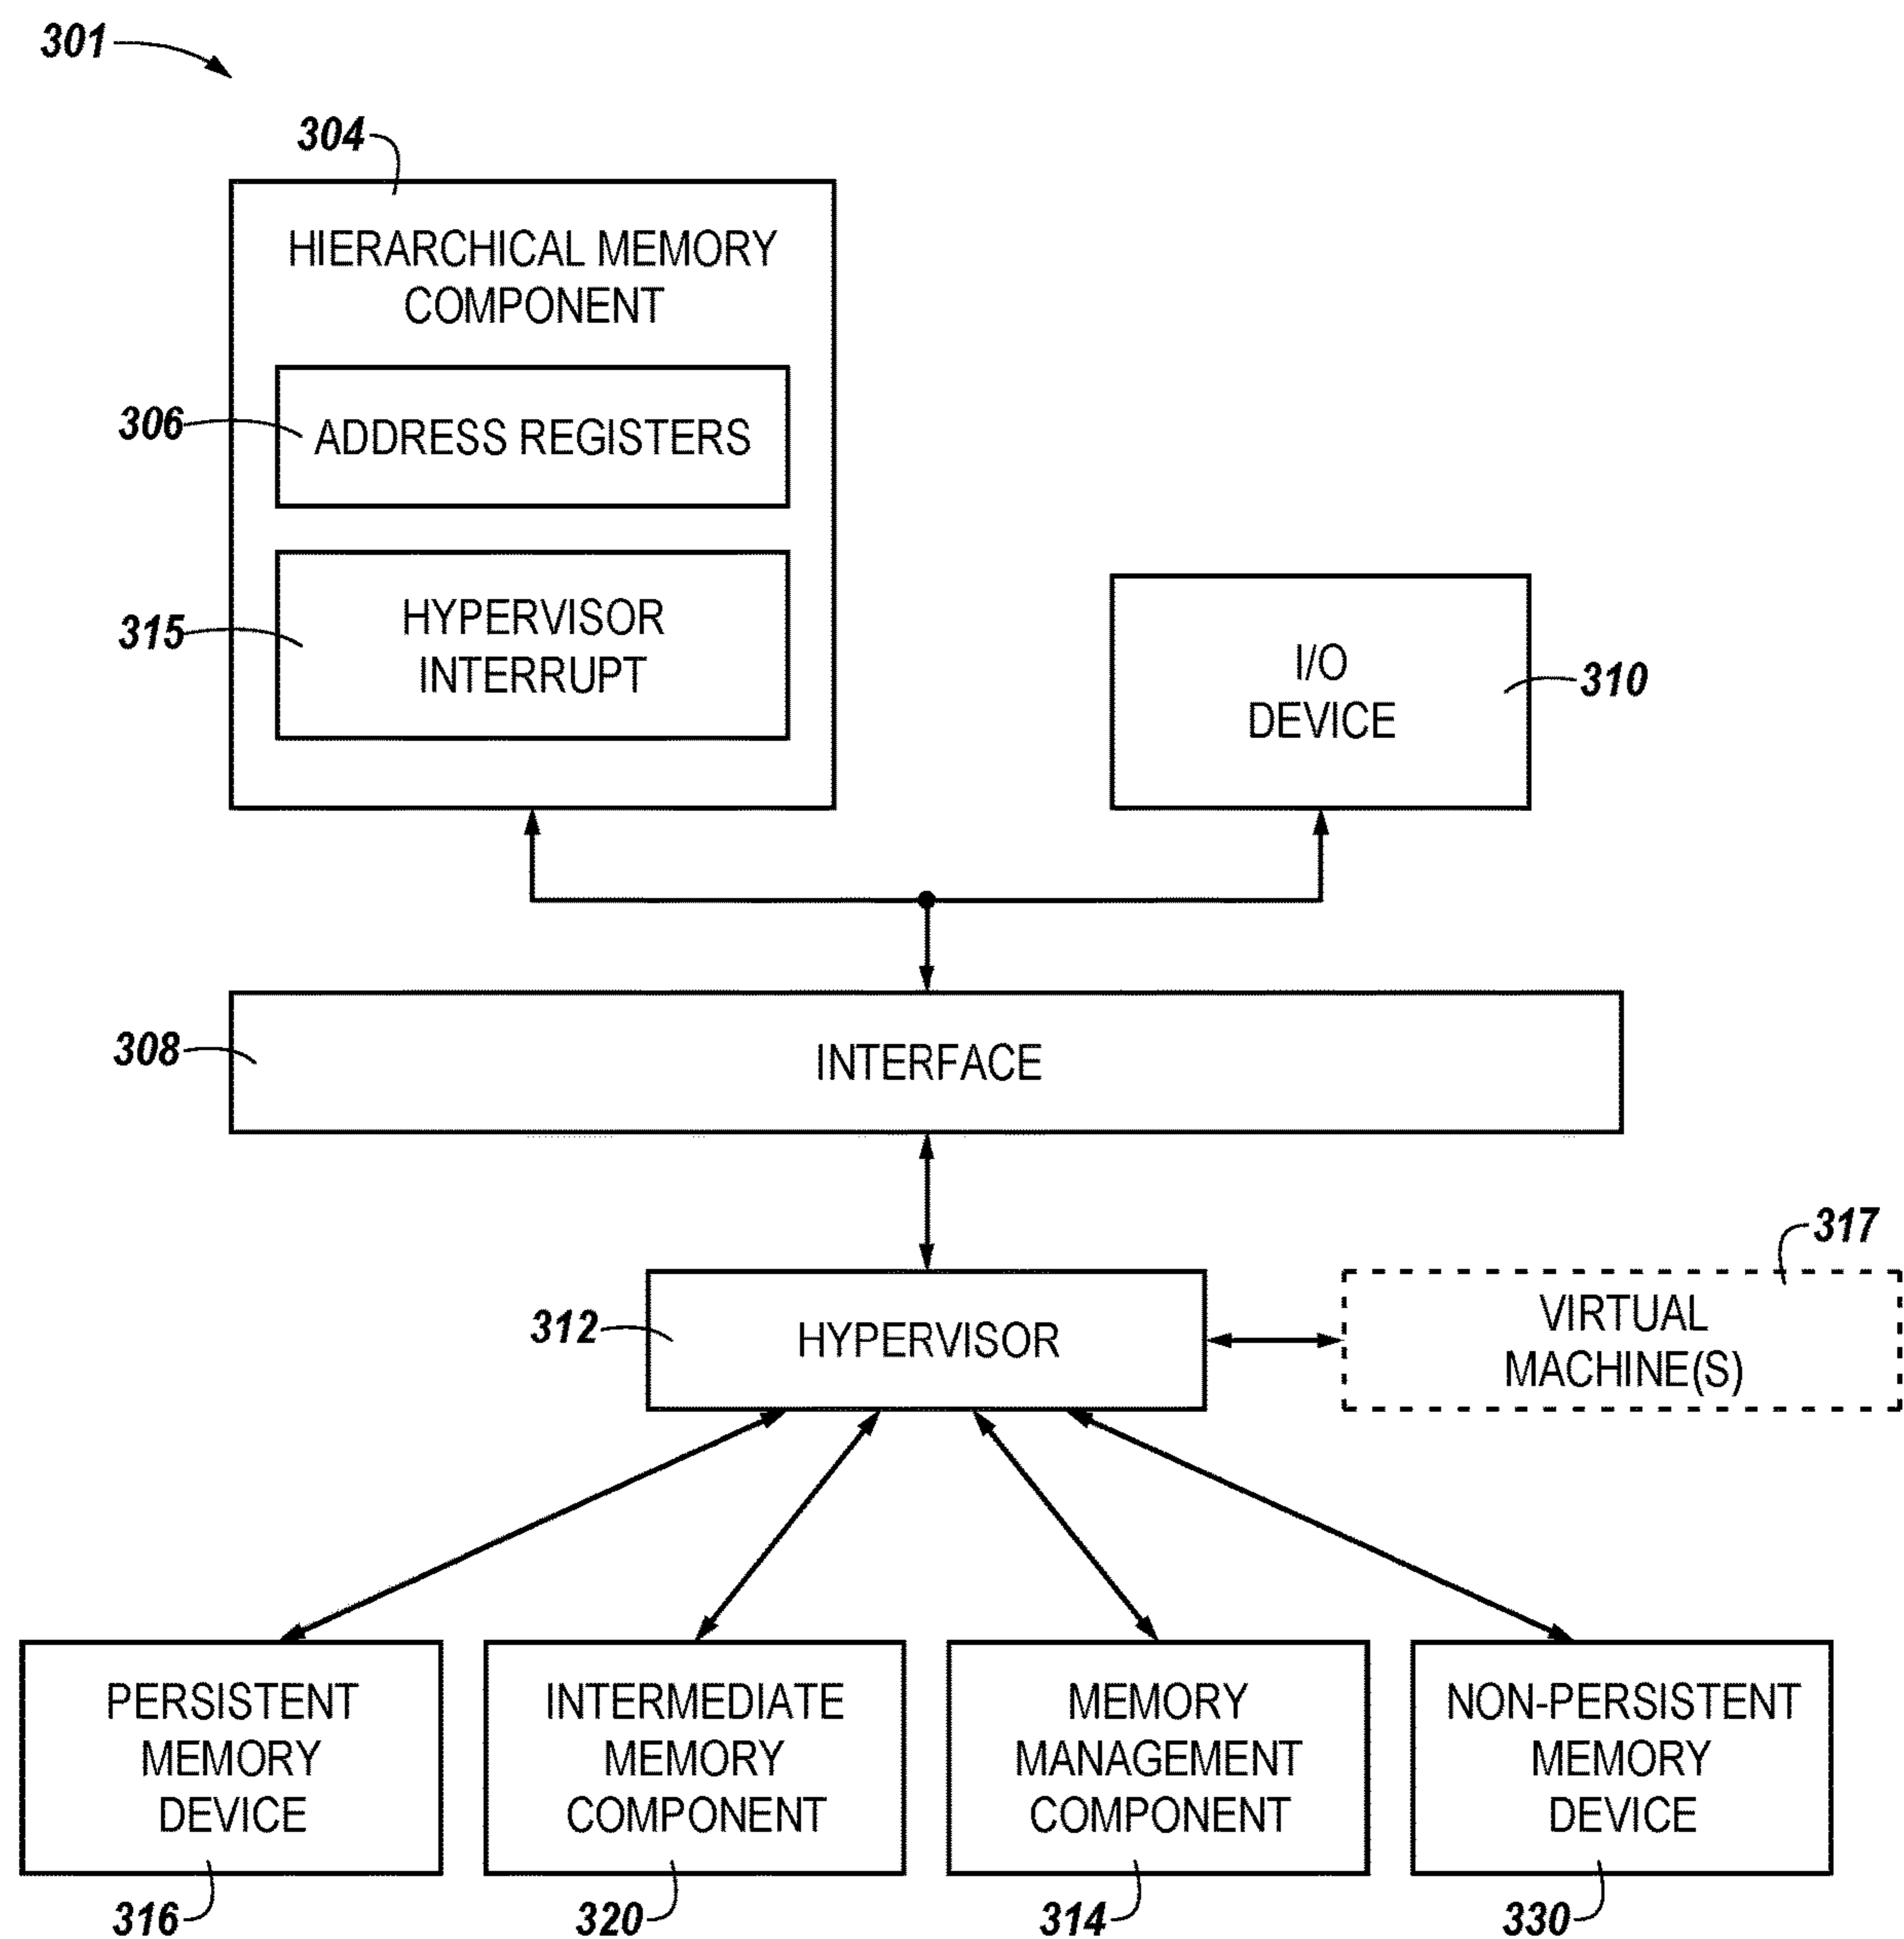 301
304
HIERARCHICAL MEMORY
COMPONENT
306
ADDRESS REGISTERS
315
HYPERVISOR
INTERRUPT
I/O
DEVICE
310
308
INTERFACE
317
312
HYPERVISOR
VIRTUAL
MACHINE(S)
PERSISTENT
MEMORY
DEVICE
316
INTERMEDIATE
MEMORY
COMPONENT
320
MEMORY
MANAGEMENT
COMPONENT
314
NON-PERSISTENT
MEMORY
DEVICE
330